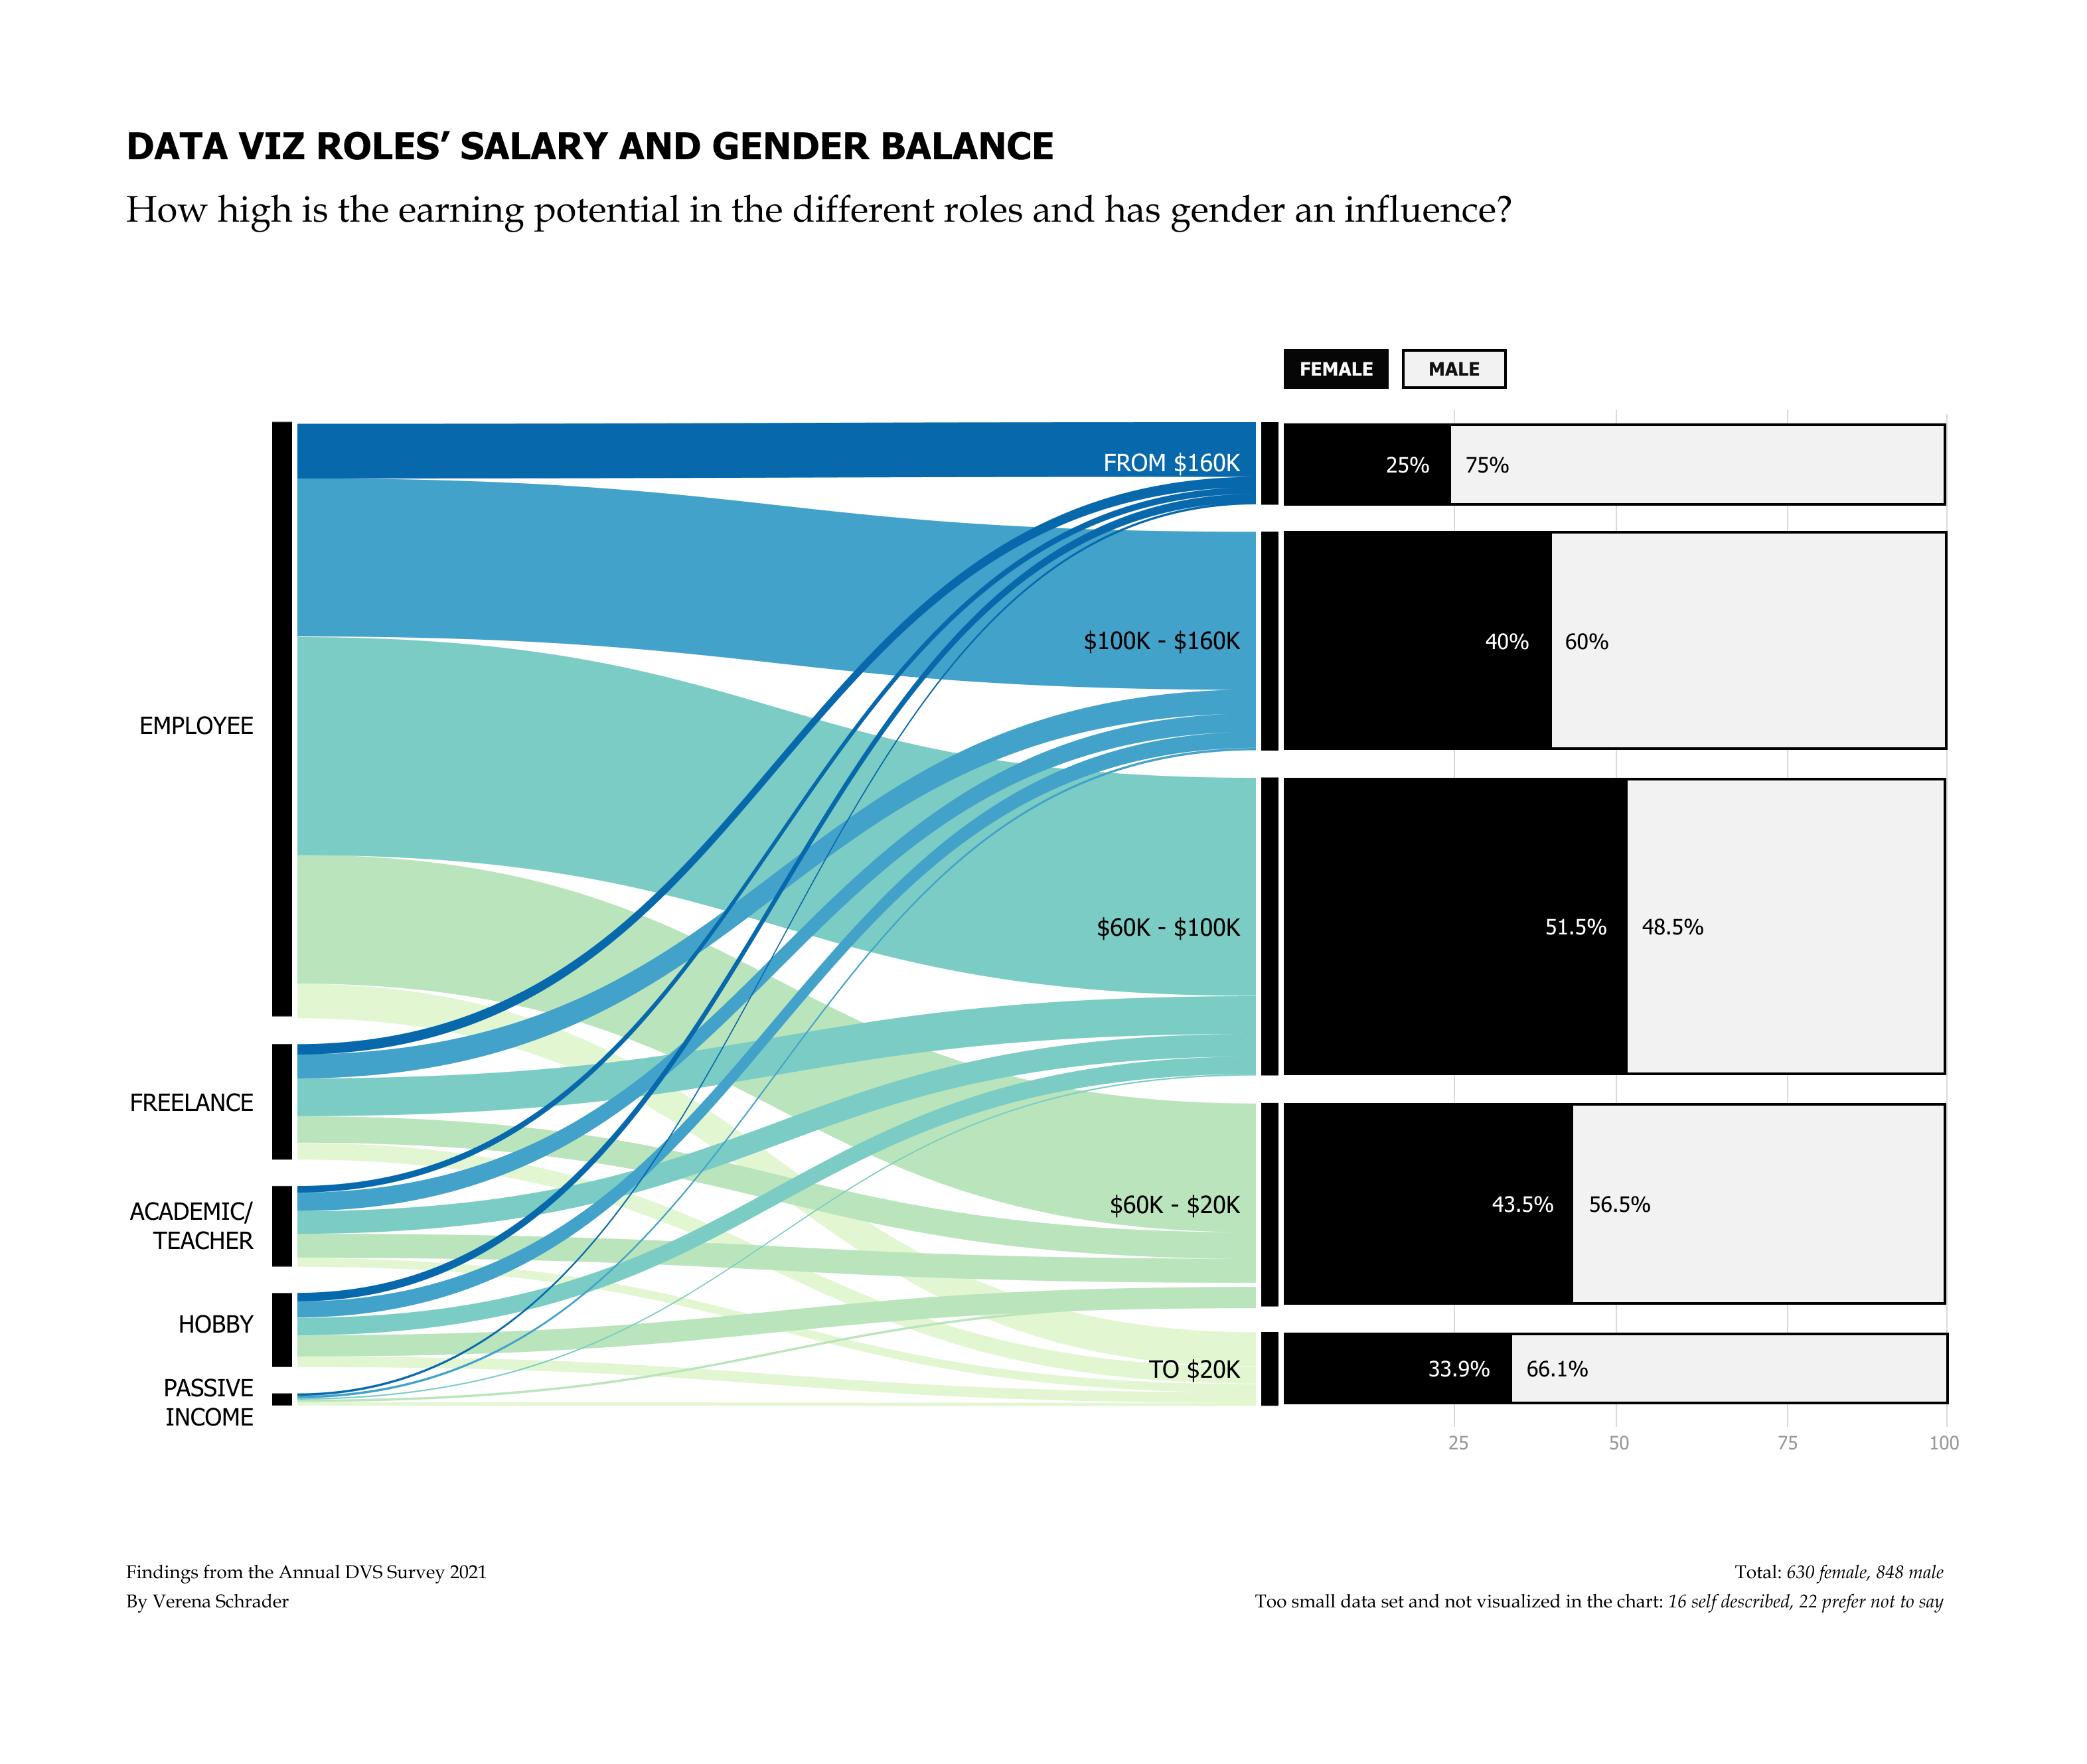 DATA VIZ ROLES’ SALARY AND GENDER BALANCE
How high is the earning potential in the different roles and has gender an influence?
FEMALE
MALE
FROM $160K
25%
75%
$100K - $160K
40%
60%
EMPLOYEE
$60K - $100K
51.5%
48.5%
FREELANCE
$60K - $20K
43.5%
56.5%
ACADEMIC/
TEACHER
HOBBY
TO $20K
33.9%
66.1%
PASSIVE
INCOME
25
50
75
100
Findings from the Annual DVS Survey 2021
By Verena Schrader
Total: 630 female, 848 male
Too small data set and not visualized in the chart: 16 self described, 22 prefer not to say